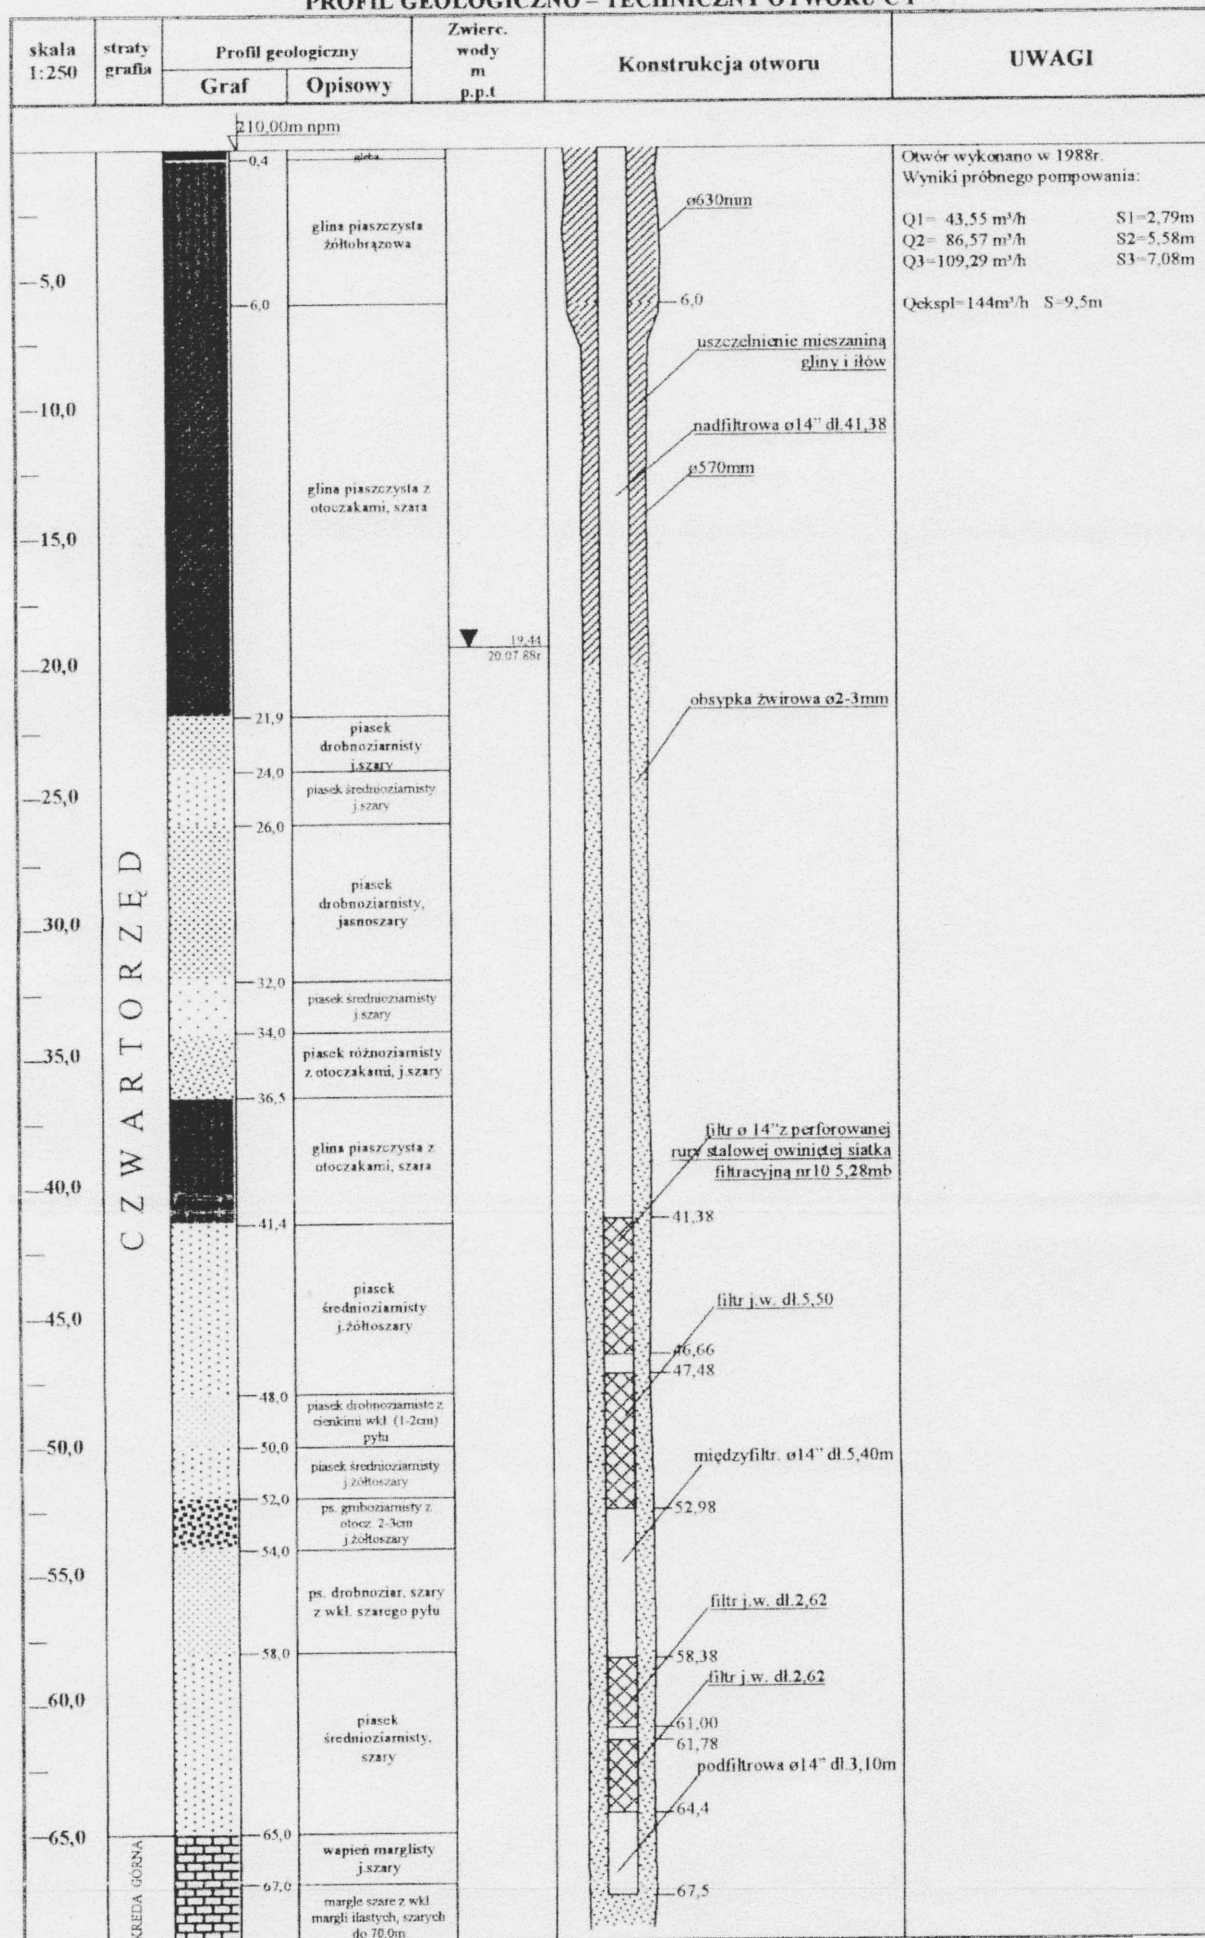 PROFIL GEOLOGICZNO – TECHNICZNY OTWORU
skala
1:250
straty
grafia
Profil geologiczny
Graf
Opisowy
Zwierc.
wody
m
p.p.t
Konstrukcja otworu
UWAGI
210,00m npm
0,4
gleba
glina piaszczysta
żółtobrązowa
—5,0
6,0
—10,0
glina piaszczysta z
otoczakami, szara
—15,0
19,44
20.07.88r
—20,0
21,9
piasek
drobnoziarnisty
j.szary
24,0
piasek średnioziarnisty
j.szary
—25,0
26,0
piasek
drobnoziarnisty,
jasnoszary
—30,0
32,0
piasek średnioziarnisty
j.szary
34,0
piasek różnoziarnisty
z otoczakami, j.szary
—35,0
36,5
glina piaszczysta z
otoczakami, szara
—40,0
41,4
piasek
średnioziarnisty
j.żółtoszary
—45,0
48,0
piasek drobnoziarniste z
cienkimi wkł. (1-2cm)
pyłu
—50,0
50,0
piasek średnioziarnisty
j.żółtoszary
52,0
ps. gruboziarnisty z
otocz. 2-3cm
j.żółtoszary
54,0
—55,0
ps. drobnoziar. szary
z wkł. szarego pyłu
58,0
—60,0
piasek
średnioziarnisty,
szary
—65,0
65,0
wapień marglisty
j.szary
67,0
margle szare z wkł
margli ilastych, szarych
do 70,0m
CZWARTORZĘD
KREDA GÓRNA
ø630mm
6,0
uszczelnienie mieszaniną
gliny i iłów
nadfiltrowa ø14” dł.41,38
ø570mm
obsypka żwirowa ø2-3mm
filtr ø 14”z perforowanej
rury stalowej owiniętej siatką
filtracyjną nr10 5,28mb
41,38
filtr j.w. dł.5,50
46,66
47,48
międzyfiltr. ø14” dł.5,40m
52,98
filtr j.w. dł.2,62
58,38
filtr j.w. dł.2,62
61,00
61,78
podfiltrowa ø14” dł.3,10m
64,4
67,5
Otwór wykonano w 1988r.
Wyniki próbnego pompowania:
Q1= 43,55 m³/h S1=2,79m
Q2= 86,57 m³/h S2=5,58m
Q3=109,29 m³/h S3=7,08m
Qekspl=144m³/h S=9,5m